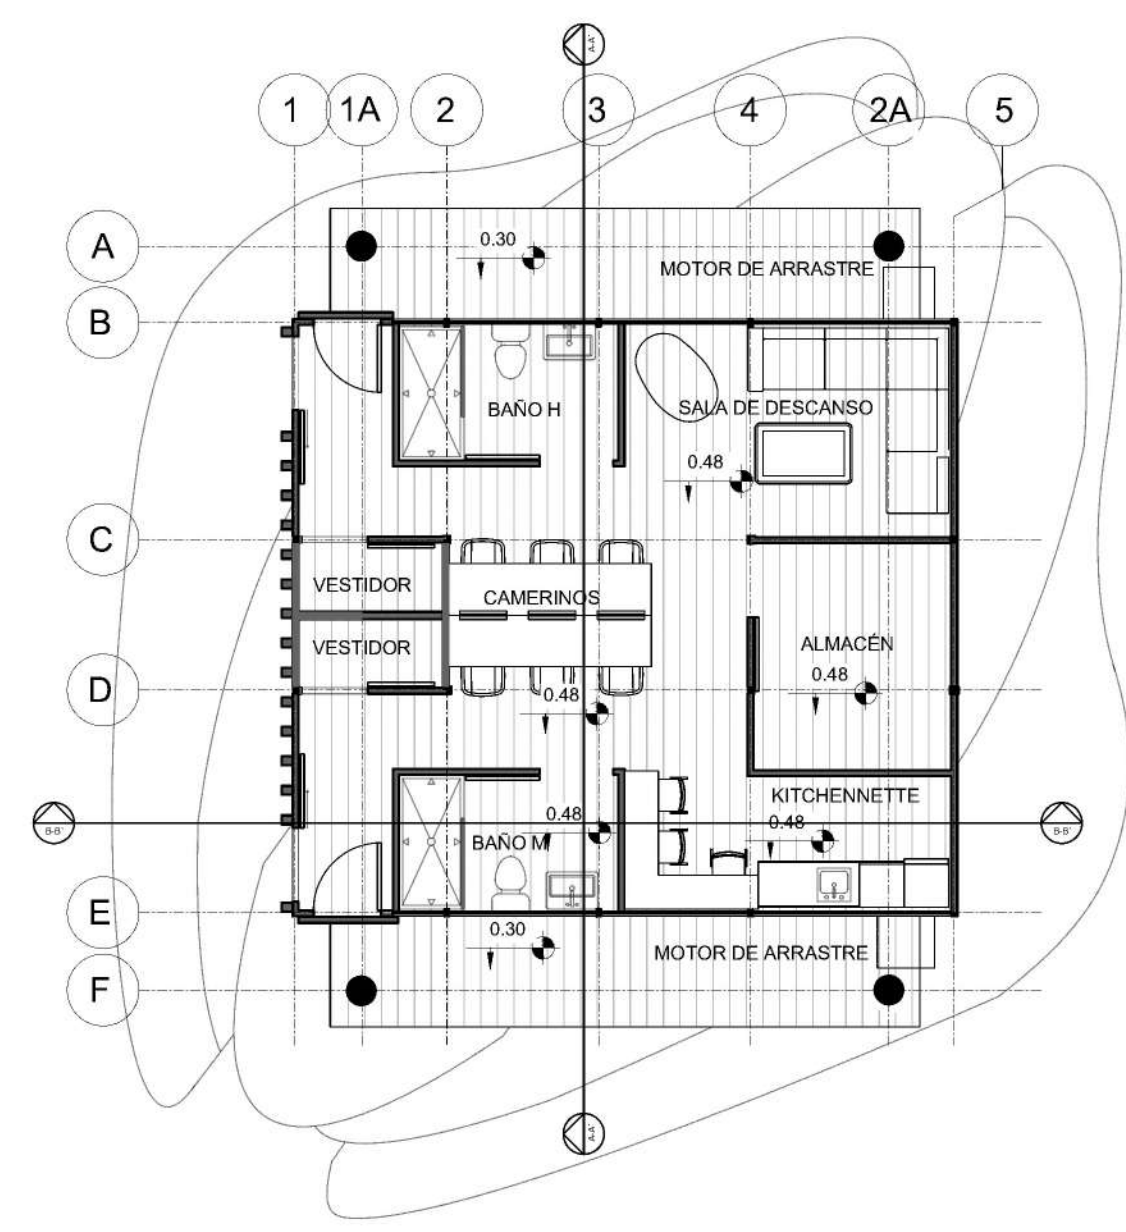 A-A'
1
1A
2
3
4
2A
5
A
0.30
MOTOR DE ARRASTRE
B
BAÑO H
SALA DE DESCANSO
0.48
C
VESTIDOR
CAMERINOS
VESTIDOR
ALMACÉN
0.48
D
0.48
KITCHENNETTE
0.48
0.48
B-B'
B-B'
BAÑO M
E
0.30
MOTOR DE ARRASTRE
F
A-A'